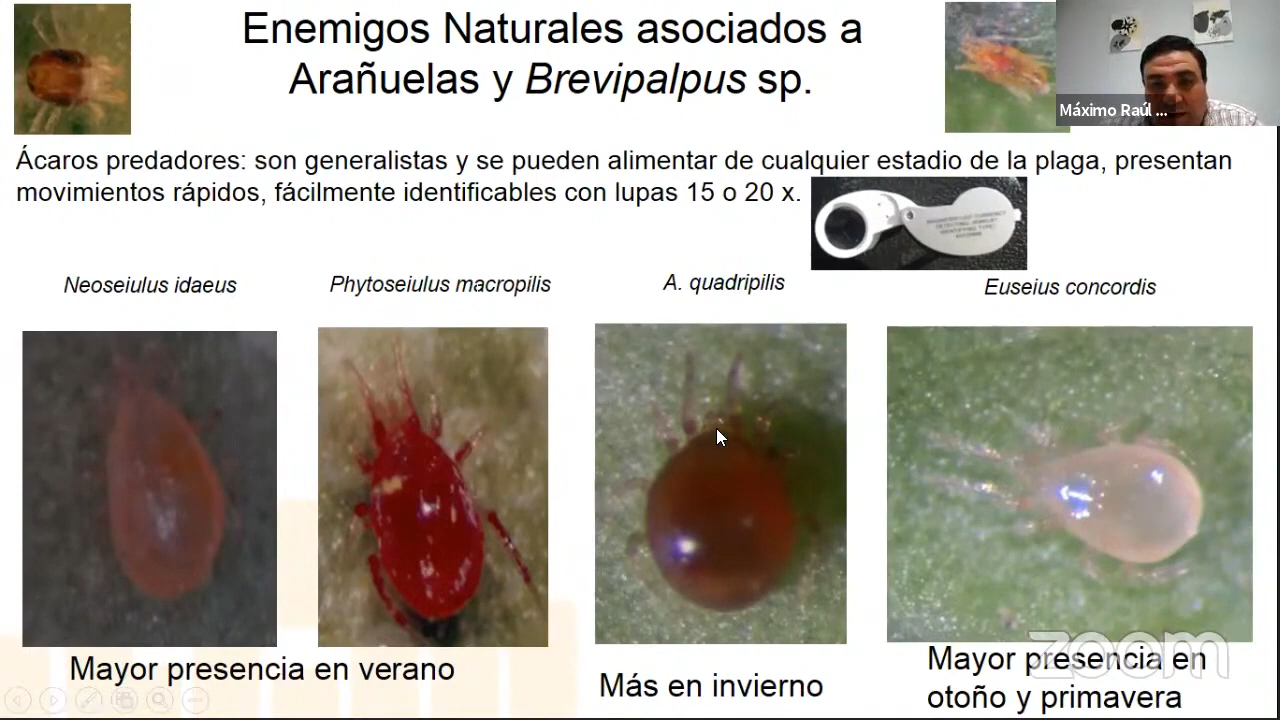 Enemigos Naturales asociados a
Arañuelas y Brevipalpus sp.
Máximo Raúl ...
Ácaros predadores: son generalistas y se pueden alimentar de cualquier estadio de la plaga, presentan
movimientos rápidos, fácilmente identificables con lupas 15 o 20 x.
Neoseiulus idaeus
Phytoseiulus macropilis
A. quadripilis
Euseius concordis
Mayor presencia en verano
Más en invierno
Mayor presencia en
otoño y primavera
zoom